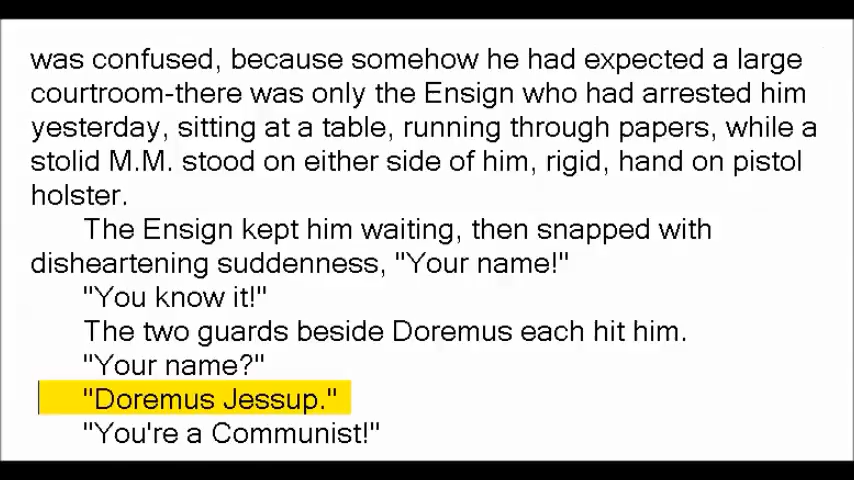 was confused, because somehow he had expected a large
courtroom-there was only the Ensign who had arrested him
yesterday, sitting at a table, running through papers, while a
stolid M.M. stood on either side of him, rigid, hand on pistol
holster.
The Ensign kept him waiting, then snapped with
disheartening suddenness, "Your name!"
"You know it!"
The two guards beside Doremus each hit him.
"Your name?"
"Doremus Jessup."
"You're a Communist!"